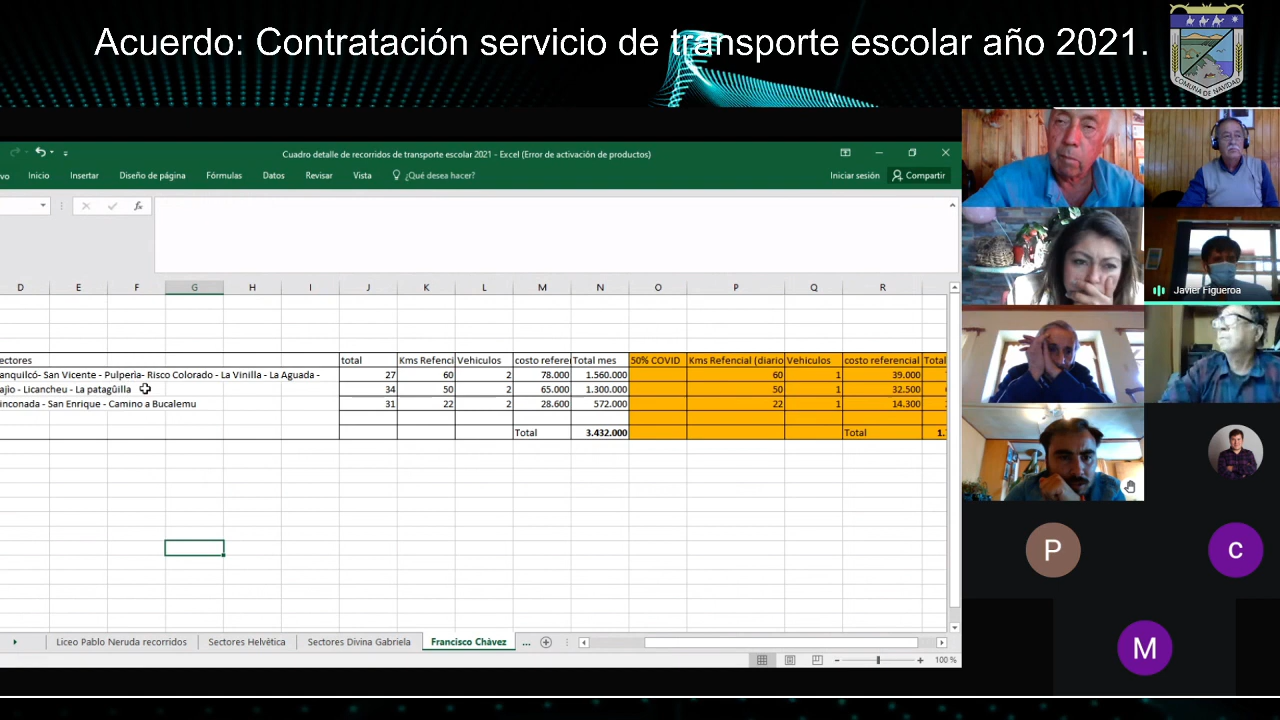 Acuerdo: Contratación servicio de transporte escolar año 2021.
COMUNA DE NAVIDAD
Cuadro detalle de recorridos de transporte escolar 2021 - Excel (Error de activación de productos)
vo Inicio Insertar Diseño de página Fórmulas Datos Revisar Vista ¿Qué desea hacer? Iniciar sesión Compartir
fx
D E F G H I J K L M N O P Q R
ectores total Kms Refenci Vehiculos costo refere Total mes 50% COVID Kms Refencial (diario Vehiculos costo referencial Total
anquilcó- San Vicente - Pulperia- Risco Colorado - La Vinilla - La Aguada - 27 60 2 78.000 1.560.000 60 1 39.000
ajio - Licancheu - La patagüilla 34 50 2 65.000 1.300.000 50 1 32.500
inconada - San Enrique - Camino a Bucalemu 31 22 2 28.600 572.000 22 1 14.300
Total 3.432.000 Total 1.
Liceo Pablo Neruda recorridos Sectores Helvética Sectores Divina Gabriela Francisco Chávez ...
100 %
Javier Figueroa
P
c
M